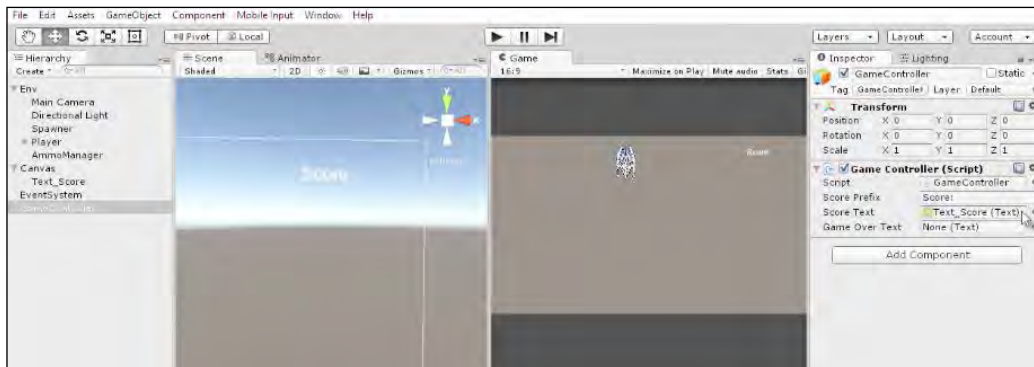 File Edit Assets GameObject Component Mobile Input Window Help
Pivot Local
Layers Layout Account
Hierarchy
Create
Env
Main Camera
Directional Light
Spawner
Player
AmmoManager
Canvas
Text_Score
EventSystem
GameController
Scene Animator
Shaded 2D Gizmos
Score
Game
16:9 Maximize on Play Mute audio Stats Gi
Score
Inspector Lighting
GameController Static
Tag GameController Layer Default
Transform
Position X 0 Y 0 Z 0
Rotation X 0 Y 0 Z 0
Scale X 1 Y 1 Z 1
Game Controller (Script)
Script GameController
Score Prefix Score:
Score Text Text_Score (Text)
Game Over Text None (Text)
Add Component